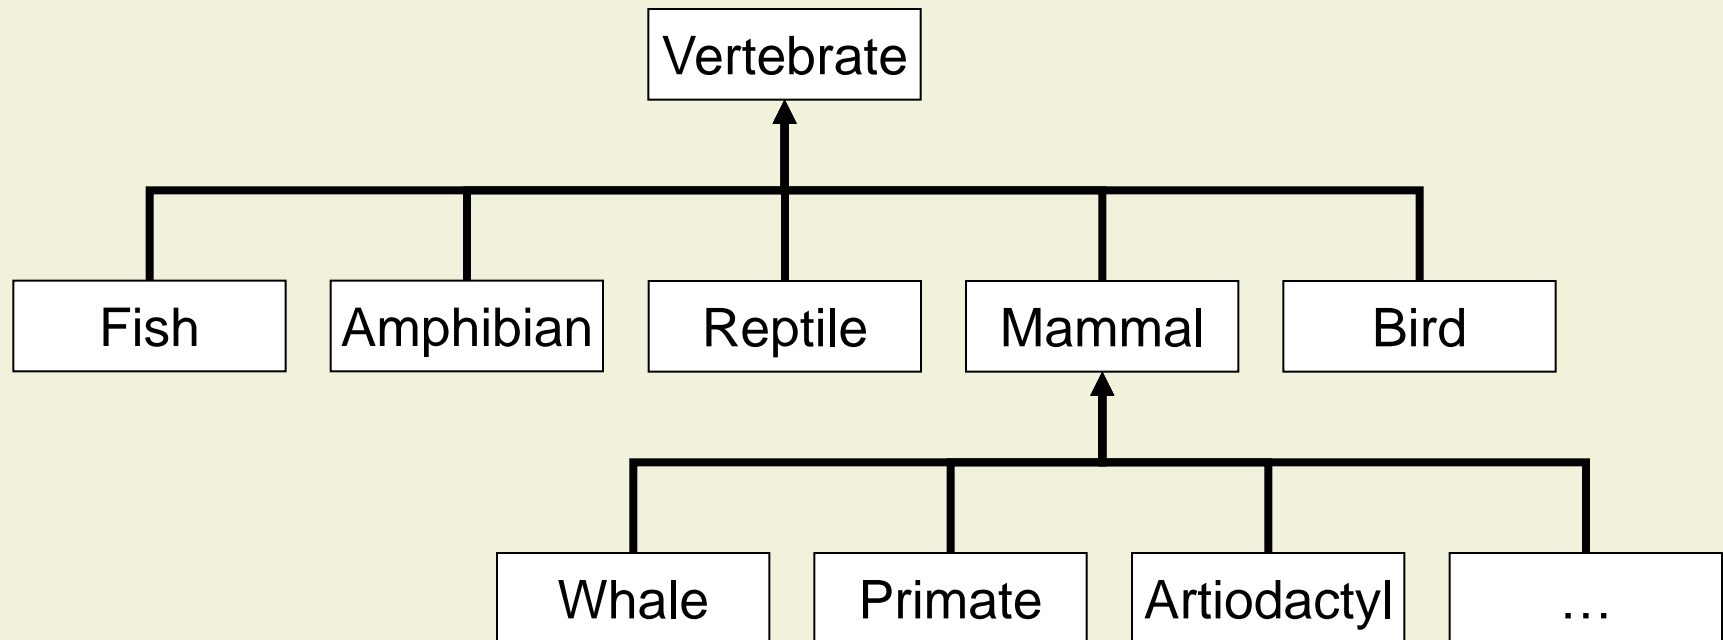 Vertebrate
Fish
Amphibian
Reptile
Mammal
Bird
Whale
Primate
Artiodactyl
…